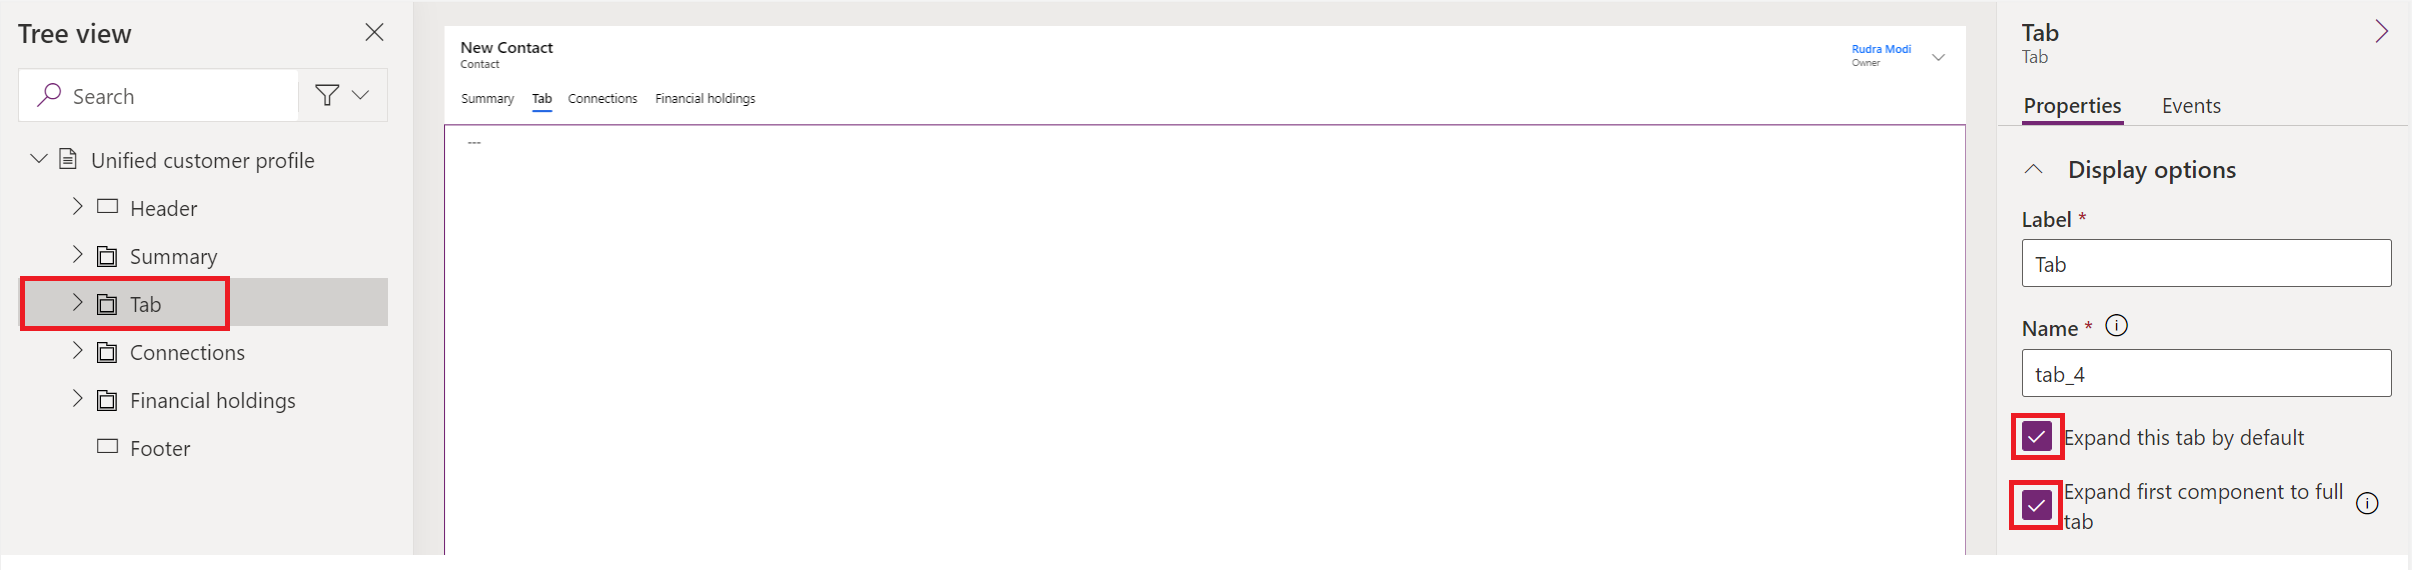 Tree view
Search
Unified customer profile
Header
Summary
Tab
Connections
Financial holdings
Footer
New Contact
Contact
Rudra Modi
Owner
Summary Tab Connections Financial holdings
---
Tab
Tab
Properties Events
Display options
Label *
Tab
Name *
tab_4
Expand this tab by default
Expand first component to full
tab